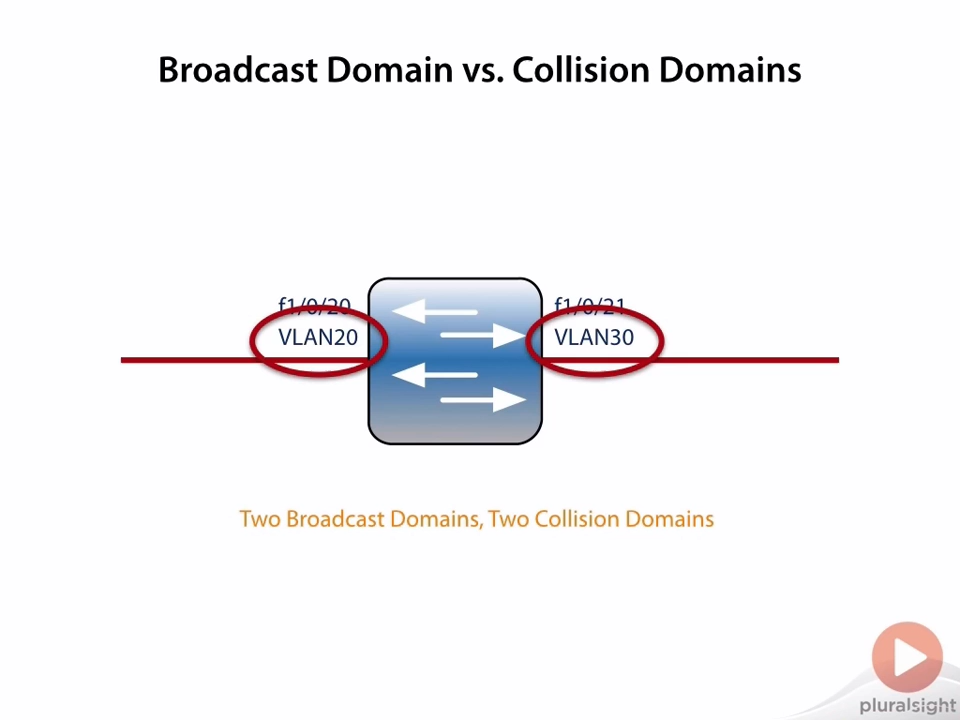 Broadcast Domain vs. Collision Domains
f1/0/20
VLAN20
f1/0/21
VLAN30
Two Broadcast Domains, Two Collision Domains
pluralsight